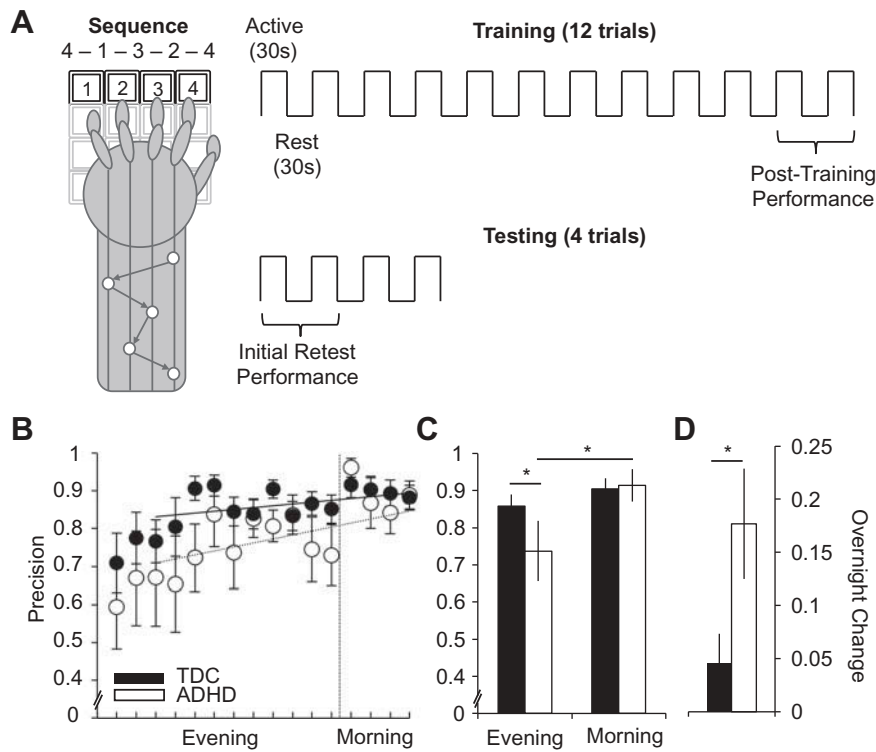 A
Sequence
4 – 1 – 3 – 2 – 4
1 2 3 4
Active
(30s)
Training (12 trials)
Rest
(30s)
Post-Training
Performance
Testing (4 trials)
Initial Retest
Performance
B
Precision
1
0.9
0.8
0.7
0.6
0.5
0.4
0
TDC
ADHD
Evening Morning
C
1
0.9
0.8
0.7
0.9
0.5
0.4
0
* *
Evening Morning
D
*
0.25
0.2
0.15
0.1
0.05
0
Overnight Change